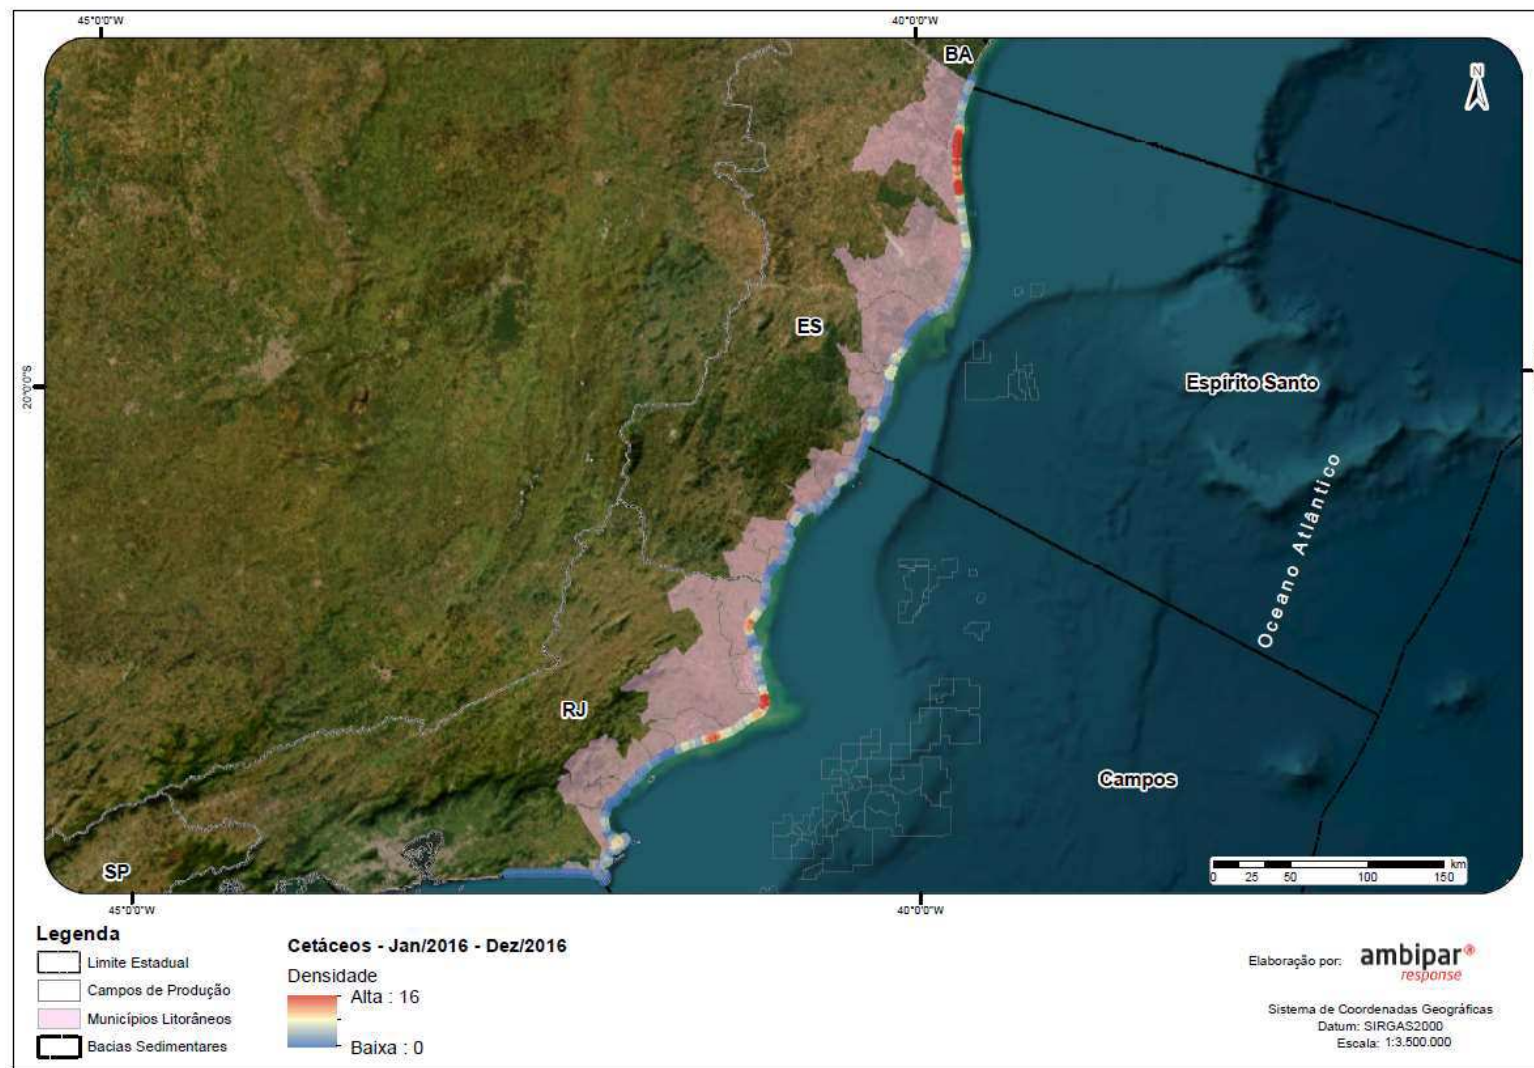 45°0'0"W
40°0'0"W
BA
N
ES
20°0'0"S
Espírito Santo
Oceano Atlântico
RJ
Campos
SP
km
0 25 50 100 150
45°0'0"W
40°0'0"W
Legenda
Limite Estadual
Campos de Produção
Municípios Litorâneos
Bacias Sedimentares
Cetáceos - Jan/2016 - Dez/2016
Densidade
Alta : 16
Baixa : 0
Elaboração por: ambipar®
response
Sistema de Coordenadas Geográficas
Datum: SIRGAS2000
Escala: 1:3.500.000